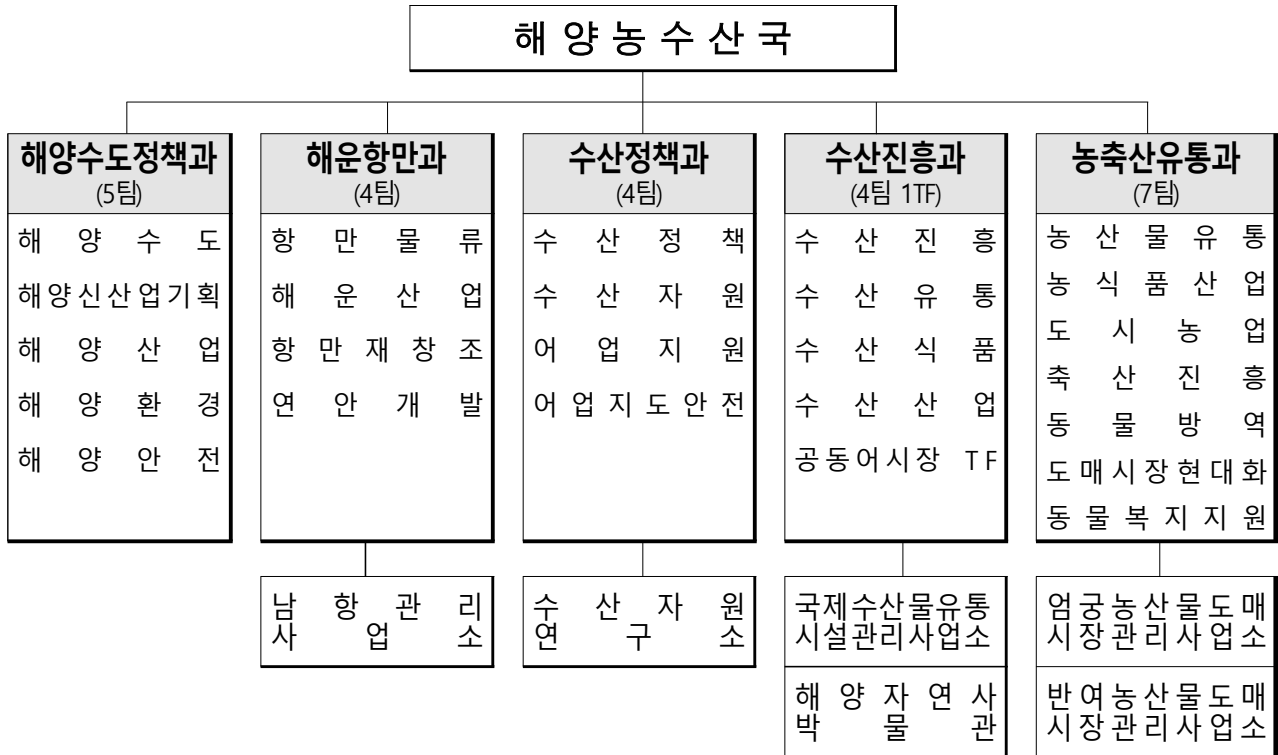 해양농수산국
해양수도정책과
(5팀)
해양수도
해양신산업기획
해양산업
해양환경
해양안전
해운항만과
(4팀)
항만물류
해운산업
항만재창조
연안개발
남항관리
사업소
수산정책과
(4팀)
수산정책
수산자원
어업지원
어업지도안전
수산자원
연구소
수산진흥과
(4팀 1TF)
수산진흥
수산유통
수산식품
수산산업
공동어시장 TF
국제수산물유통
시설관리사업소
해양자연사
박물관
농축산유통과
(7팀)
농산물유통
농식품산업
도시농업
축산진흥
동물방역
도매시장현대화
동물복지지원
엄궁농산물도매
시장관리사업소
반여농산물도매
시장관리사업소